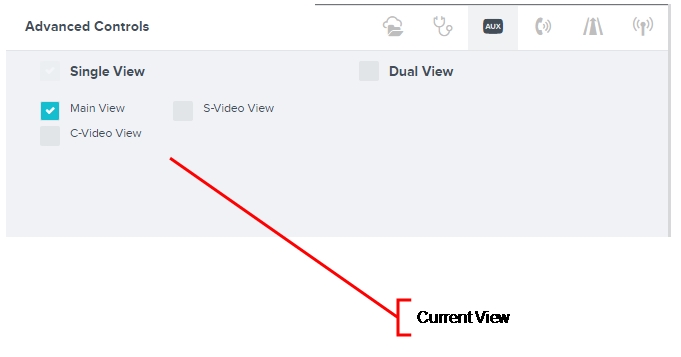 Advanced Controls
AUX
Single View
Dual View
Main View
S-Video View
C-Video View
Current View